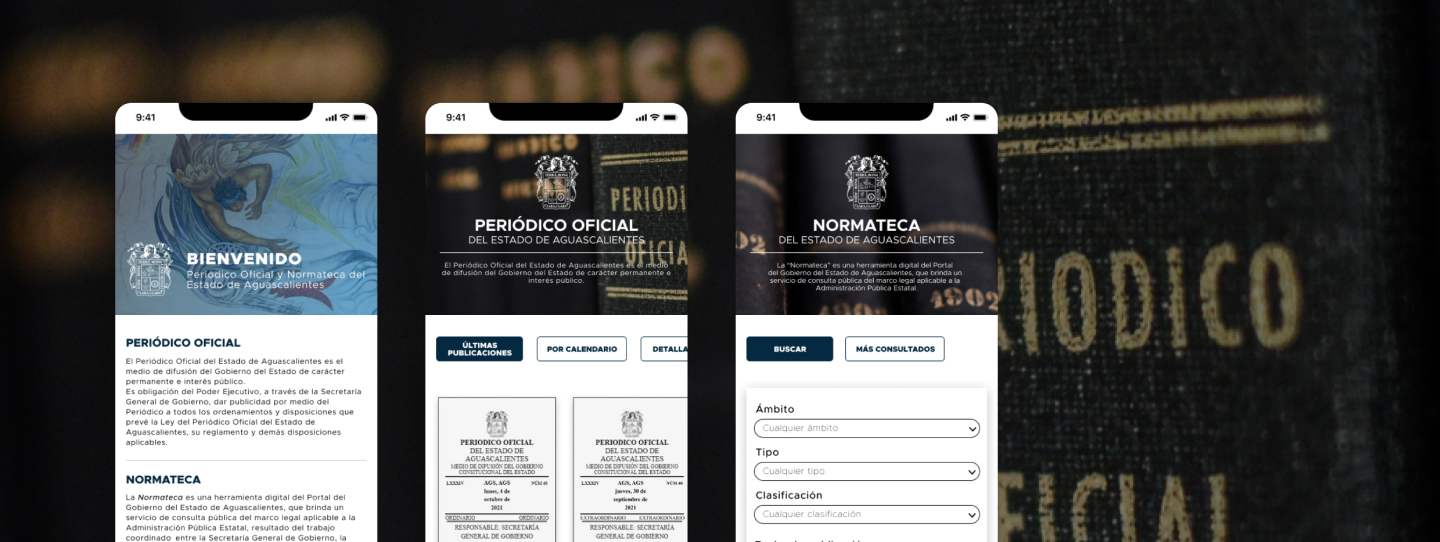 9:41
BIENVENIDO
Periódico Oficial y Normateca del
Estado de Aguascalientes
PERIÓDICO OFICIAL
El Periódico Oficial del Estado de Aguascalientes es el
medio de difusión del Gobierno del Estado de carácter
permanente e interés público.
Es obligación del Poder Ejecutivo, a través de la Secretaría
General de Gobierno, dar publicidad por medio del
Periódico a todos los ordenamientos y disposiciones que
prevé la Ley del Periódico Oficial del Estado de
Aguascalientes, su reglamento y demás disposiciones
aplicables.
NORMATECA
La Normateca es una herramienta digital del Portal del
Gobierno del Estado de Aguascalientes, que brinda un
servicio de consulta pública del marco legal aplicable a la
Administración Pública Estatal, resultado del trabajo
coordinado entre la Secretaría General de Gobierno, la
9:41
PERIODI
OFICIAL
PERIÓDICO OFICIAL
DEL ESTADO DE AGUASCALIENTES
El Periódico Oficial del Estado de Aguascalientes es el medio
de difusión del Gobierno del Estado de carácter permanente e
interés público.
ÚLTIMAS
PUBLICACIONES
POR CALENDARIO
DETALLA
PERIODICO OFICIAL
DEL ESTADO DE
AGUASCALIENTES
MEDIO DE DIFUSIÓN DEL GOBIERNO
CONSTITUCIONAL DEL ESTADO
LXXXIV AGS, AGS NÚM 40
lunes, 4 de
octubre de
2021
ORDINARIO ORDINARIO
RESPONSABLE: SECRETARÍA
GENERAL DE GOBIERNO
PERIODICO OFICIAL
DEL ESTADO DE
AGUASCALIENTES
MEDIO DE DIFUSIÓN DEL GOBIERNO
CONSTITUCIONAL DEL ESTADO
LXXXIV AGS, AGS NÚM 40
jueves, 30 de
septiembre de
2021
EXTRAORDINARIO EXTRAORDINARIO
RESPONSABLE: SECRETARÍA
GENERAL DE GOBIERNO
9:41
NORMATECA
DEL ESTADO DE AGUASCALIENTES
La "Normateca" es una herramienta digital del Portal
del Gobierno del Estado de Aguascalientes, que brinda un
servicio de consulta pública del marco legal aplicable a la
Administración Pública Estatal.
02
1902
BUSCAR
MÁS CONSULTADOS
Ámbito
Cualquier ámbito
Tipo
Cualquier tipo
Clasificación
Cualquier clasificación
IODICO
OFICIAL